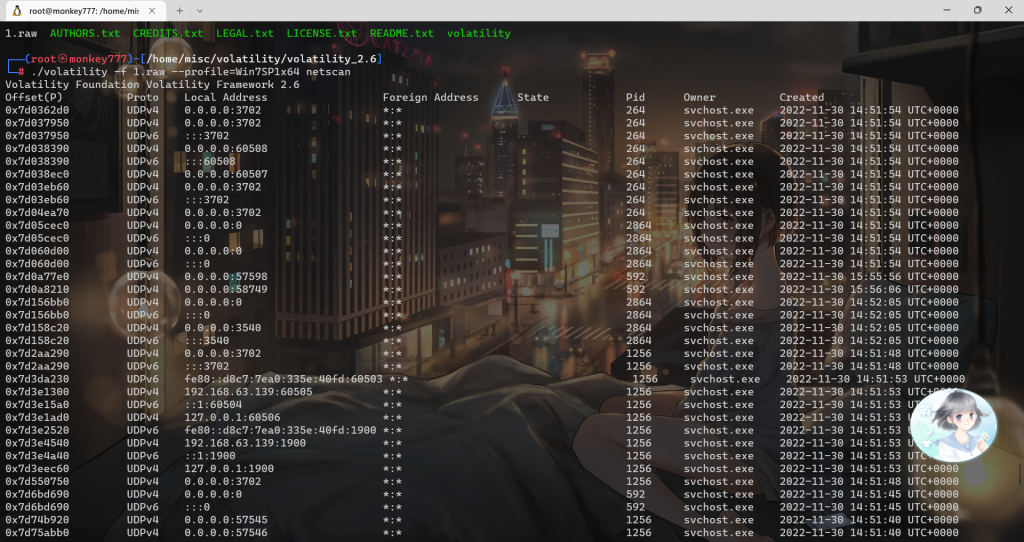 root@monkey777: /home/mis
1.raw AUTHORS.txt CREDITS.txt LEGAL.txt LICENSE.txt README.txt volatility
(root㉿monkey777)-[/home/misc/volatility/volatility_2.6]
# ./volatility -f 1.raw --profile=Win7SP1x64 netscan
Volatility Foundation Volatility Framework 2.6
Offset(P) Proto Local Address Foreign Address State Pid Owner Created
0x7d0362d0 UDPv4 0.0.0.0:3702 *:* 264 svchost.exe 2022-11-30 14:51:54 UTC+0000
0x7d037950 UDPv4 0.0.0.0:3702 *:* 264 svchost.exe 2022-11-30 14:51:54 UTC+0000
0x7d037950 UDPv6 :::3702 *:* 264 svchost.exe 2022-11-30 14:51:54 UTC+0000
0x7d038390 UDPv4 0.0.0.0:60508 *:* 264 svchost.exe 2022-11-30 14:51:54 UTC+0000
0x7d038390 UDPv6 :::60508 *:* 264 svchost.exe 2022-11-30 14:51:54 UTC+0000
0x7d038ec0 UDPv4 0.0.0.0:60507 *:* 264 svchost.exe 2022-11-30 14:51:54 UTC+0000
0x7d03eb60 UDPv4 0.0.0.0:3702 *:* 264 svchost.exe 2022-11-30 14:51:54 UTC+0000
0x7d03eb60 UDPv6 :::3702 *:* 264 svchost.exe 2022-11-30 14:51:54 UTC+0000
0x7d04ea70 UDPv4 0.0.0.0:3702 *:* 264 svchost.exe 2022-11-30 14:51:54 UTC+0000
0x7d05cec0 UDPv4 0.0.0.0:0 *:* 2864 svchost.exe 2022-11-30 14:51:54 UTC+0000
0x7d05cec0 UDPv6 :::0 *:* 2864 svchost.exe 2022-11-30 14:51:54 UTC+0000
0x7d060d00 UDPv4 0.0.0.0:0 *:* 2864 svchost.exe 2022-11-30 14:51:54 UTC+0000
0x7d060d00 UDPv6 :::0 *:* 2864 svchost.exe 2022-11-30 14:51:54 UTC+0000
0x7d0a77e0 UDPv4 0.0.0.0:57598 *:* 592 svchost.exe 2022-11-30 15:55:56 UTC+0000
0x7d0a8210 UDPv4 0.0.0.0:58749 *:* 592 svchost.exe 2022-11-30 15:56:06 UTC+0000
0x7d156bb0 UDPv4 0.0.0.0:0 *:* 2864 svchost.exe 2022-11-30 14:52:05 UTC+0000
0x7d156bb0 UDPv6 :::0 *:* 2864 svchost.exe 2022-11-30 14:52:05 UTC+0000
0x7d158c20 UDPv4 0.0.0.0:3540 *:* 2864 svchost.exe 2022-11-30 14:52:05 UTC+0000
0x7d158c20 UDPv6 :::3540 *:* 2864 svchost.exe 2022-11-30 14:52:05 UTC+0000
0x7d2aa290 UDPv4 0.0.0.0:3702 *:* 1256 svchost.exe 2022-11-30 14:51:48 UTC+0000
0x7d2aa290 UDPv6 :::3702 *:* 1256 svchost.exe 2022-11-30 14:51:48 UTC+0000
0x7d3da230 UDPv6 fe80::d8c7:7ea0:335e:40fd:60503 *:* 1256 svchost.exe 2022-11-30 14:51:53 UTC+0000
0x7d3e1300 UDPv4 192.168.63.139:60505 *:* 1256 svchost.exe 2022-11-30 14:51:53 UTC+0000
0x7d3e15a0 UDPv6 ::1:60504 *:* 1256 svchost.exe 2022-11-30 14:51:53 UTC+0000
0x7d3e1ad0 UDPv4 127.0.0.1:60506 *:* 1256 svchost.exe 2022-11-30 14:51:53 UTC+0000
0x7d3e2520 UDPv6 fe80::d8c7:7ea0:335e:40fd:1900 *:* 1256 svchost.exe 2022-11-30 14:51:53 UTC+0000
0x7d3e4540 UDPv4 192.168.63.139:1900 *:* 1256 svchost.exe 2022-11-30 14:51:53 UTC+0000
0x7d3e4a40 UDPv6 ::1:1900 *:* 1256 svchost.exe 2022-11-30 14:51:53 UTC+0000
0x7d3eec60 UDPv4 127.0.0.1:1900 *:* 1256 svchost.exe 2022-11-30 14:51:53 UTC+0000
0x7d550750 UDPv4 0.0.0.0:3702 *:* 1256 svchost.exe 2022-11-30 14:51:48 UTC+0000
0x7d6bd690 UDPv4 0.0.0.0:0 *:* 592 svchost.exe 2022-11-30 14:51:45 UTC+0000
0x7d6bd690 UDPv6 :::0 *:* 592 svchost.exe 2022-11-30 14:51:45 UTC+0000
0x7d74b920 UDPv4 0.0.0.0:57545 *:* 1256 svchost.exe 2022-11-30 14:51:40 UTC+0000
0x7d75abb0 UDPv4 0.0.0.0:57546 *:* 1256 svchost.exe 2022-11-30 14:51:40 UTC+0000